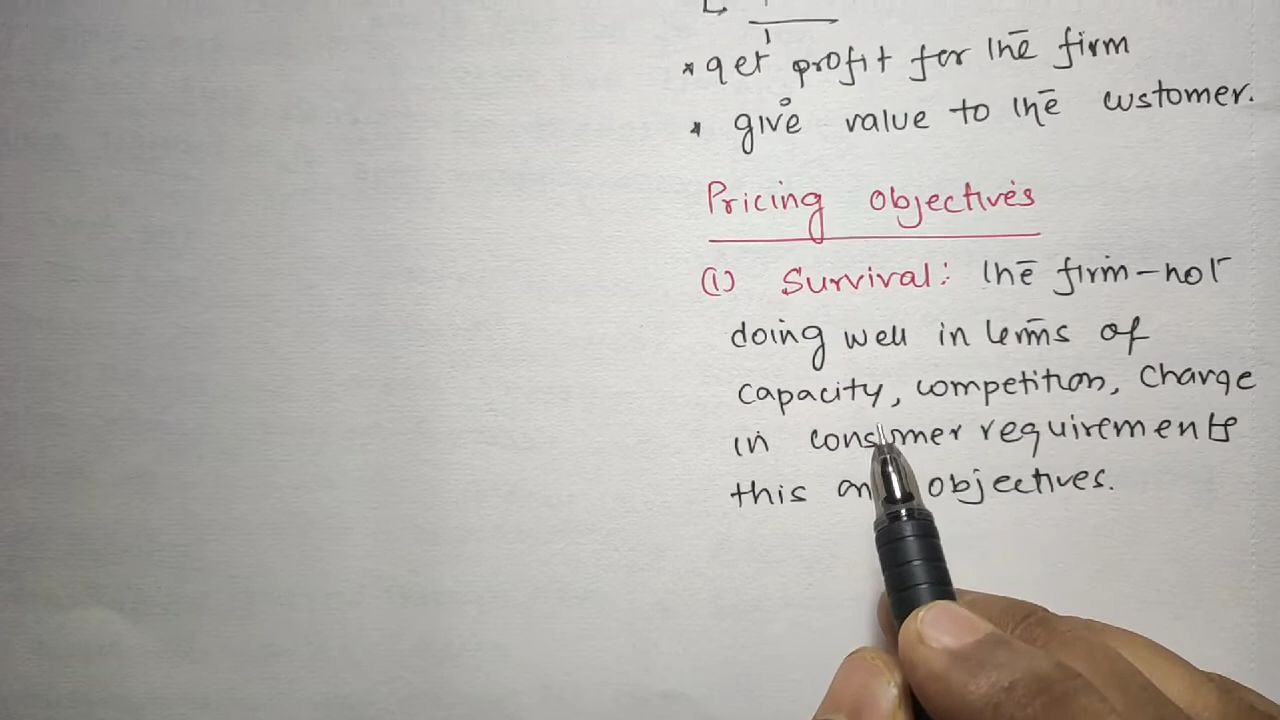 * get profit for the firm
* give value to the customer.
Pricing Objectives
(1) Survival: the firm - not
doing well in terms of
capacity, competition, change
in consumer requirements
this objectives.